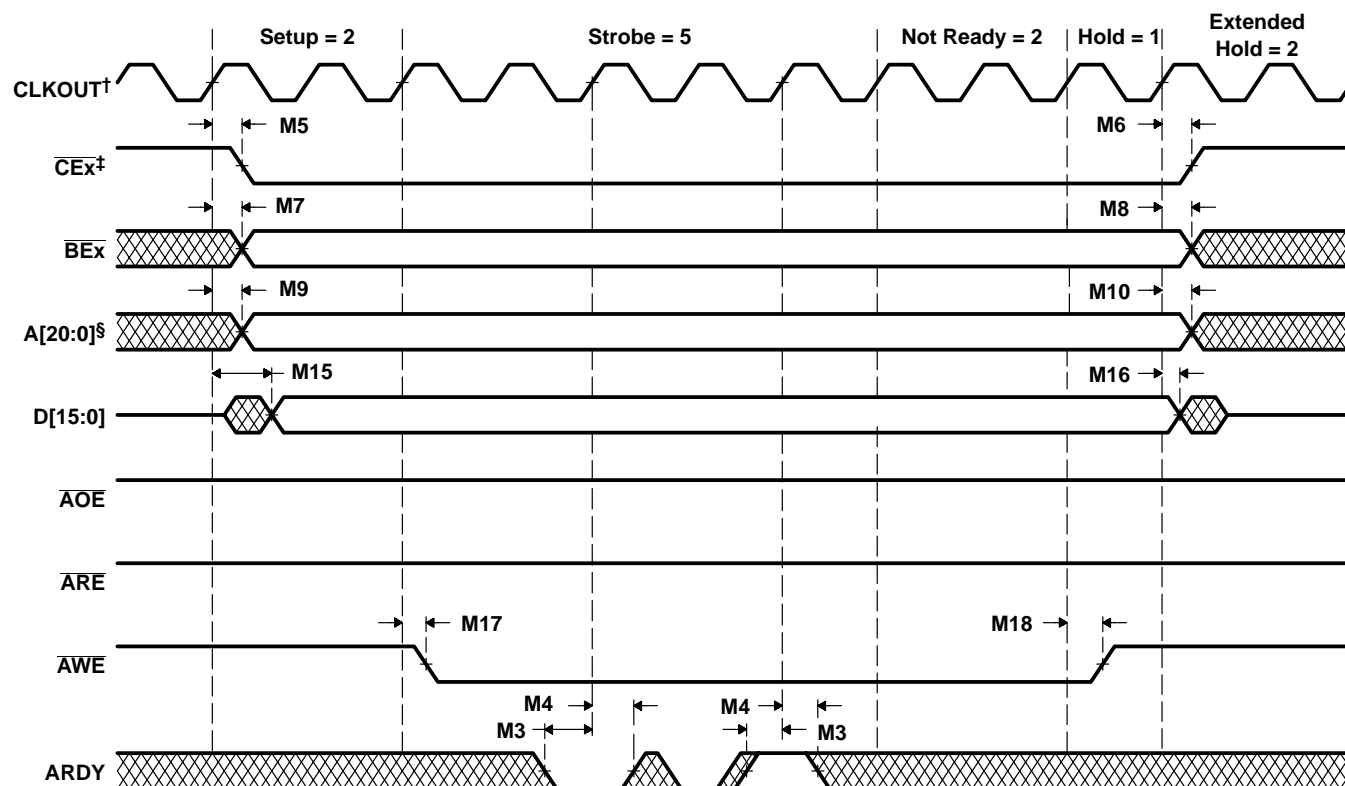 Setup = 2 Strobe = 5 Not Ready = 2 Hold = 1 Extended
Hold = 2
CLKOUT†
M5 M6
CEx‡
M7 M8
BEx
M9 M10
A[20:0]§
M15 M16
D[15:0]
AOE
ARE
M17 M18
AWE
M4 M4
M3 M3
ARDY